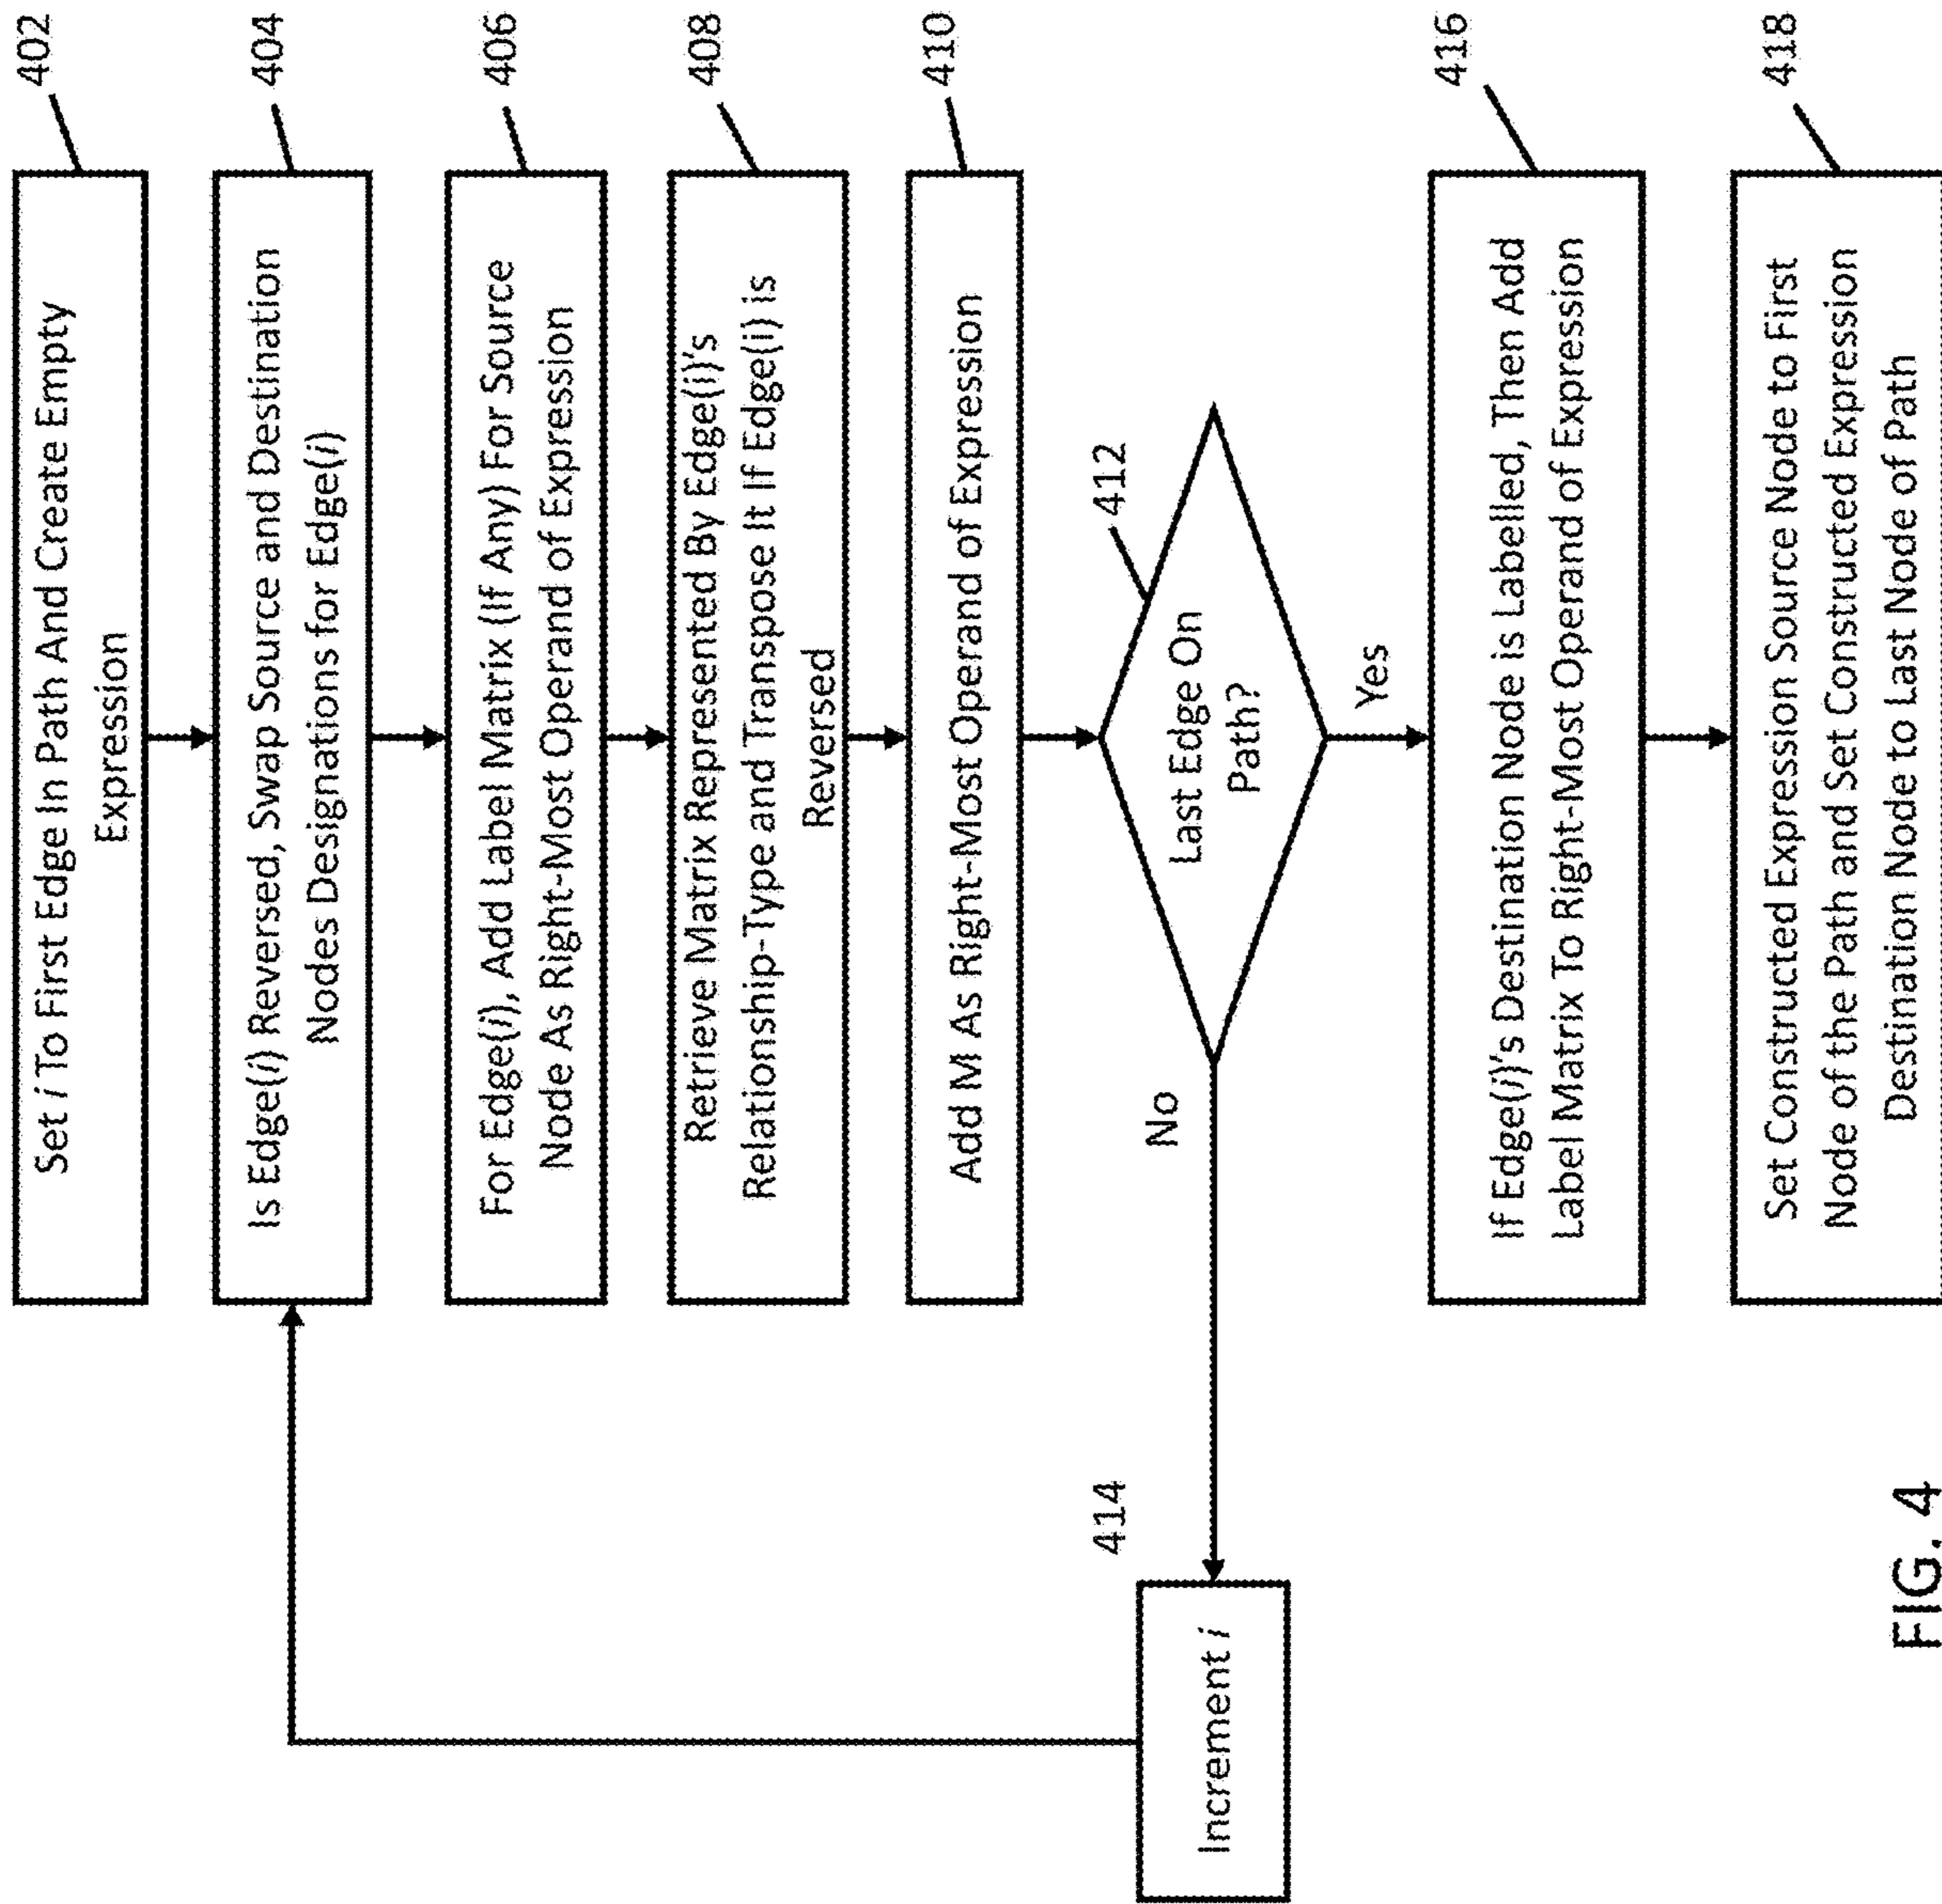 402
Set i To First Edge In Path And Create Empty
Expression
404
Is Edge(i) Reversed, Swap Source and Destination
Nodes Designations for Edge(i)
406
For Edge(i), Add Label Matrix (If Any) For Source
Node As Right-Most Operand of Expression
408
Retrieve Matrix Represented By Edge(i)'s
Relationship-Type and Transpose It If Edge(i) is
Reversed
410
Add M As Right-Most Operand of Expression
412
Last Edge On
Path?
No
Yes
414
Increment i
416
If Edge(i)'s Destination Node is Labelled, Then Add
Label Matrix To Right-Most Operand of Expression
418
Set Constructed Expression Source Node to First
Node of the Path and Set Constructed Expression
Destination Node to Last Node of Path
FIG. 4